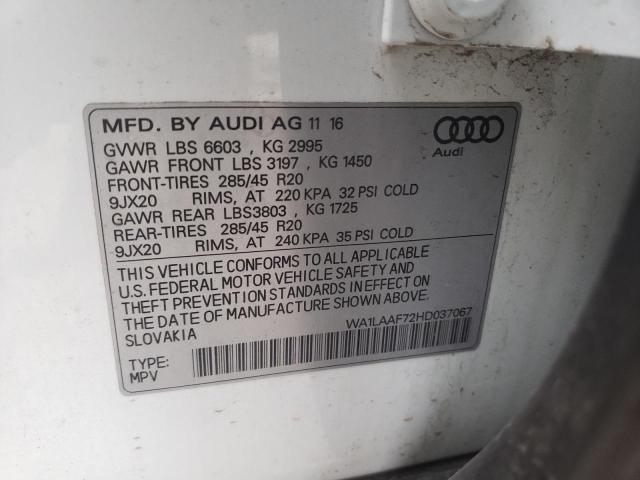 MFD. BY AUDI AG 11 16
GVWR LBS 6603 , KG 2995
GAWR FRONT LBS 3197 , KG 1450
FRONT-TIRES 285/45 R20
9JX20 RIMS, AT 220 KPA 32 PSI COLD
GAWR REAR LBS3803 , KG 1725
REAR-TIRES 285/45 R20
9JX20 RIMS, AT 240 KPA 35 PSI COLD
Audi
THIS VEHICLE CONFORMS TO ALL APPLICABLE
U.S. FEDERAL MOTOR VEHICLE SAFETY AND
THEFT PREVENTION STANDARDS IN EFFECT ON
THE DATE OF MANUFACTURE SHOWN ABOVE.
SLOVAKIA
WA1LAAF72HD037067
TYPE:
MPV